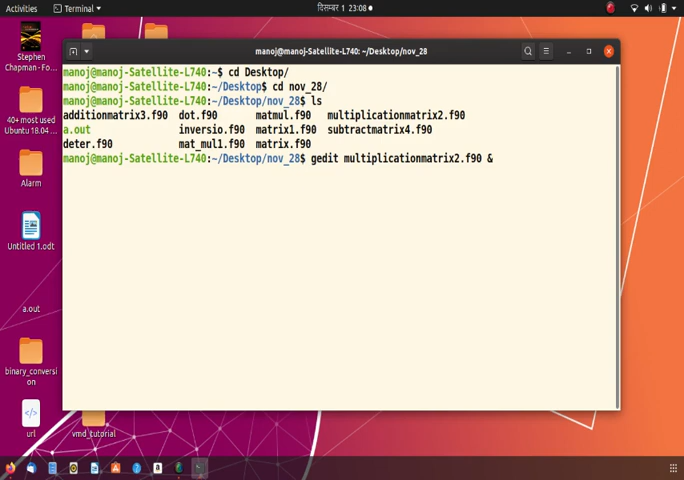 Activities Terminal दिसम्बर 1 23:08
manoj@manoj-Satellite-L740: ~/Desktop/nov_28
manoj@manoj-Satellite-L740:~$ cd Desktop/
manoj@manoj-Satellite-L740:~/Desktop$ cd nov_28/
manoj@manoj-Satellite-L740:~/Desktop/nov_28$ ls
additionmatrix3.f90 dot.f90 matmul.f90 multiplicationmatrix2.f90
a.out inversio.f90 matrix1.f90 subtractmatrix4.f90
deter.f90 mat_mul1.f90 matrix.f90
manoj@manoj-Satellite-L740:~/Desktop/nov_28$ gedit multiplicationmatrix2.f90 &
Stephen
Chapman - Fo...
40+ most used
Ubuntu 18.04 ...
Alarm
Untitled 1.odt
a.out
binary_conversi
on
url
vmd_tutorial